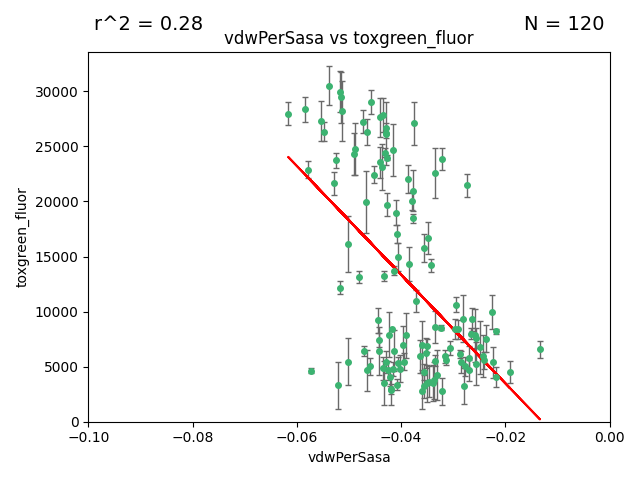 r^2 = 0.28
N = 120
vdwPerSasa vs toxgreen_fluor
toxgreen_fluor
30000
25000
20000
15000
10000
5000
0
−0.10
−0.08
−0.06
−0.04
−0.02
0.00
vdwPerSasa